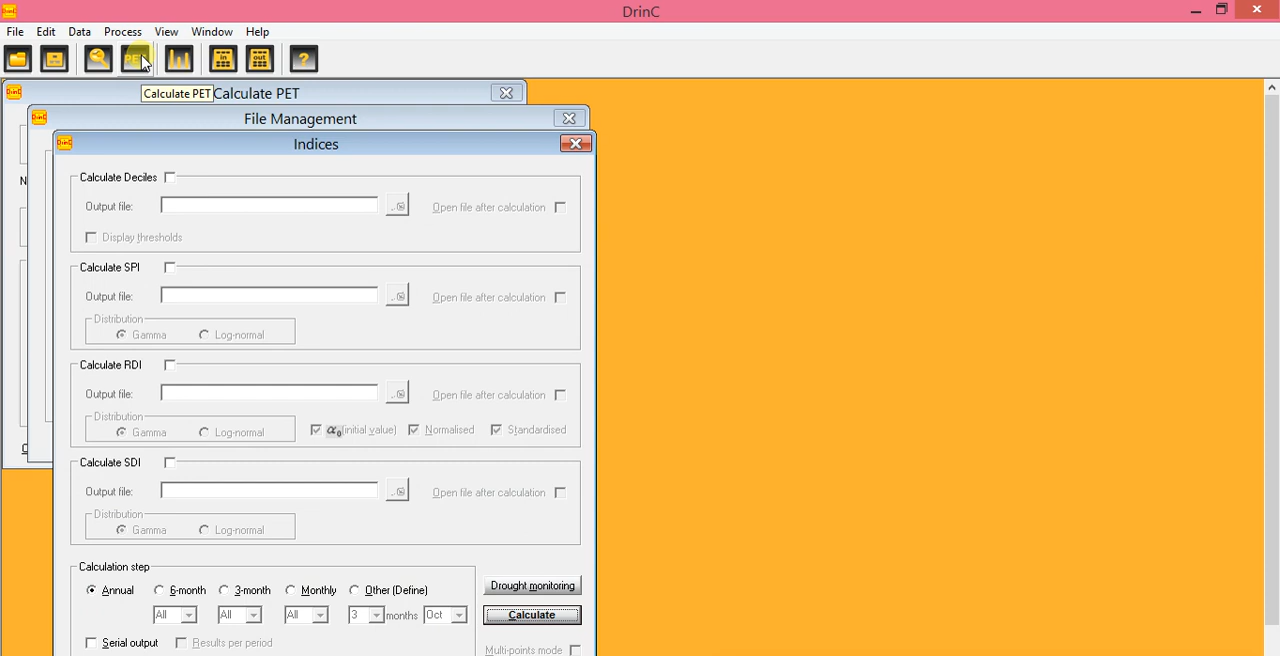 DrinC
File Edit Data Process View Window Help
PET in out ?
Calculate PET Calculate PET
File Management
Indices
Calculate Deciles
Output file: Open file after calculation
Display thresholds
Calculate SPI
Output file: Open file after calculation
Distribution
Gamma Log-normal
Calculate RDI
Output file: Open file after calculation
Distribution
Gamma Log-normal α0 (initial value) Normalised Standardised
Calculate SDI
Output file: Open file after calculation
Distribution
Gamma Log-normal
Calculation step
Annual 6-month 3-month Monthly Other (Define) Drought monitoring
All All All 3 months Oct Calculate
Serial output Results per period Multi-points mode